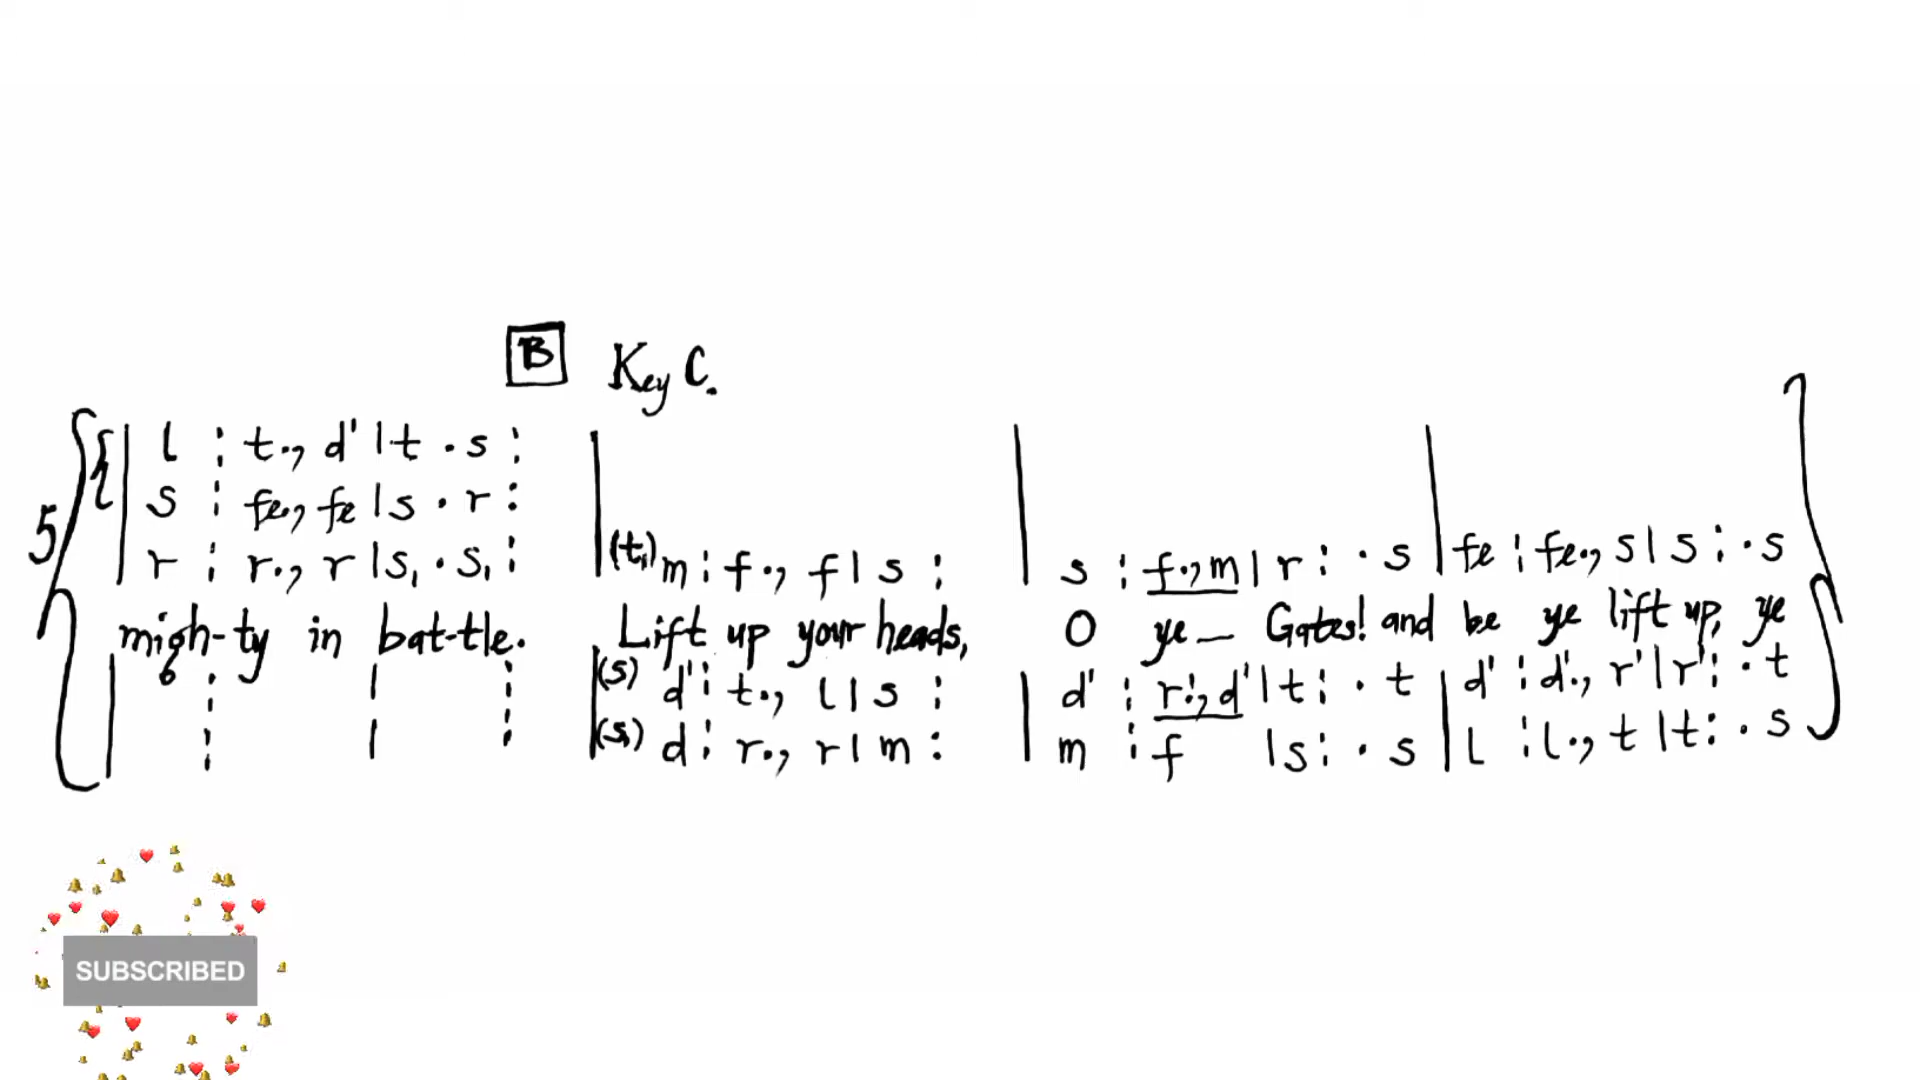 B Key C.
l : t ., d' | t . s :
s : fe ., fe | s . r :
5 r : r ., r | s, . s, : | (t,) m : f ., f | s : | s : f ., m | r : . s | fe : fe ., s | s : . s
migh-ty in bat-tle. Lift up your heads, O ye— Gates! and be ye lift up, ye
6 (s) d' : t ., l | s : | d' : r' ., d' | t : . t | d' : d' ., r' | r' : . t
(s,) d : r ., r | m : | m : f | s : . s | l : l ., t | t : . s
SUBSCRIBED